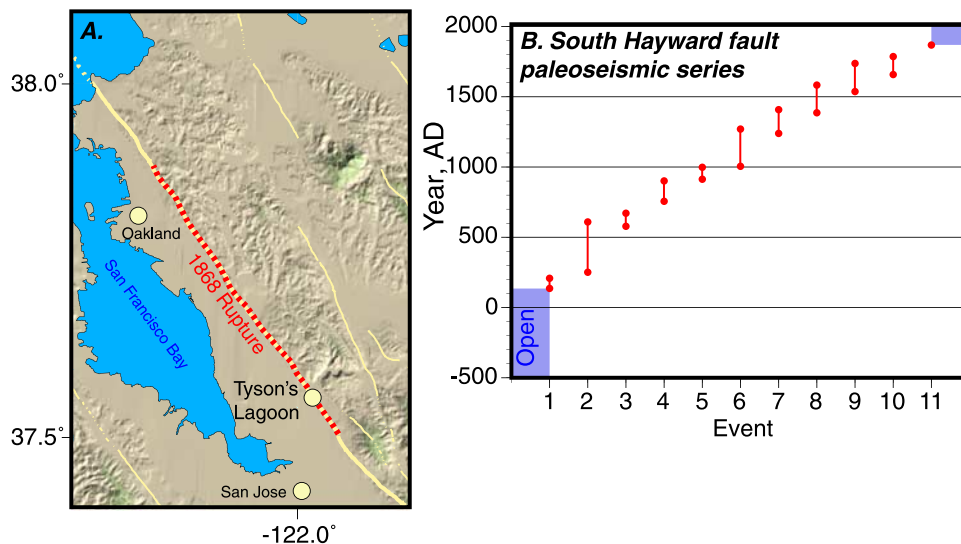 A.
38.0°
37.5°
-122.0°
Oakland
San Francisco Bay
1868 Rupture
Tyson's
Lagoon
San Jose
B. South Hayward fault
paleoseismic series
Year, AD
2000
1500
1000
500
0
-500
Open
1 2 3 4 5 6 7 8 9 10 11
Event